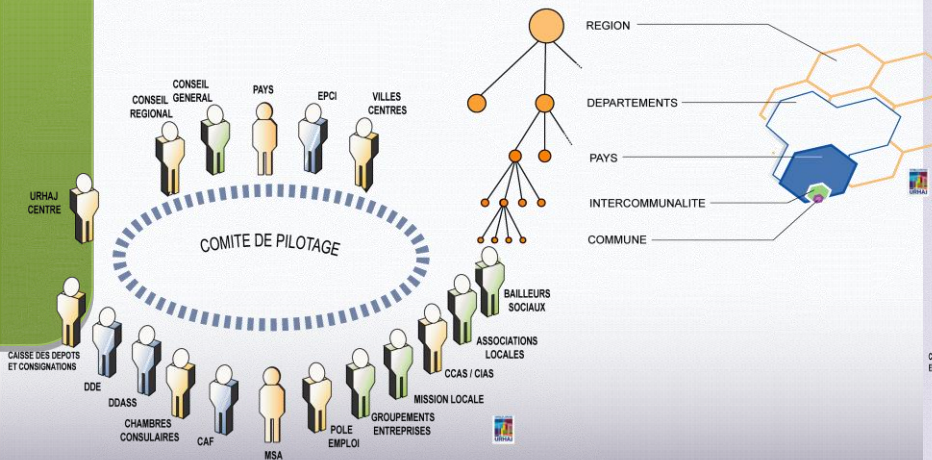 CONSEIL
REGIONAL
CONSEIL
GENERAL
PAYS
EPCI
VILLES
CENTRES
URHAJ
CENTRE
COMITE DE PILOTAGE
CAISSE DES DEPOTS
ET CONSIGNATIONS
DDE
DDASS
CHAMBRES
CONSULAIRES
CAF
MSA
POLE
EMPLOI
GROUPEMENTS
ENTREPRISES
MISSION LOCALE
CCAS / CIAS
ASSOCIATIONS
LOCALES
BAILLEURS
SOCIAUX
REGION
DEPARTEMENTS
PAYS
INTERCOMMUNALITE
COMMUNE
URHAJ
URHAJ
C
E